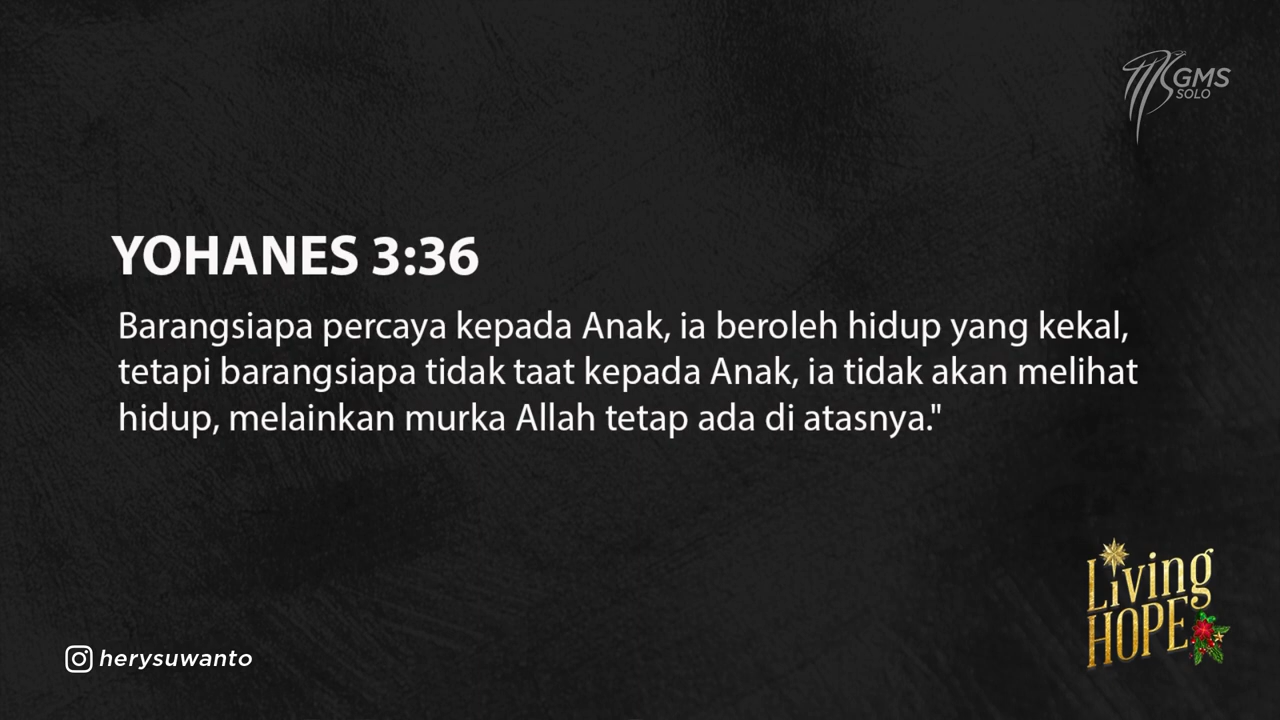 GMS
SOLO
YOHANES 3:36
Barangsiapa percaya kepada Anak, ia beroleh hidup yang kekal,
tetapi barangsiapa tidak taat kepada Anak, ia tidak akan melihat
hidup, melainkan murka Allah tetap ada di atasnya."
Living
HOPE
herysuwanto